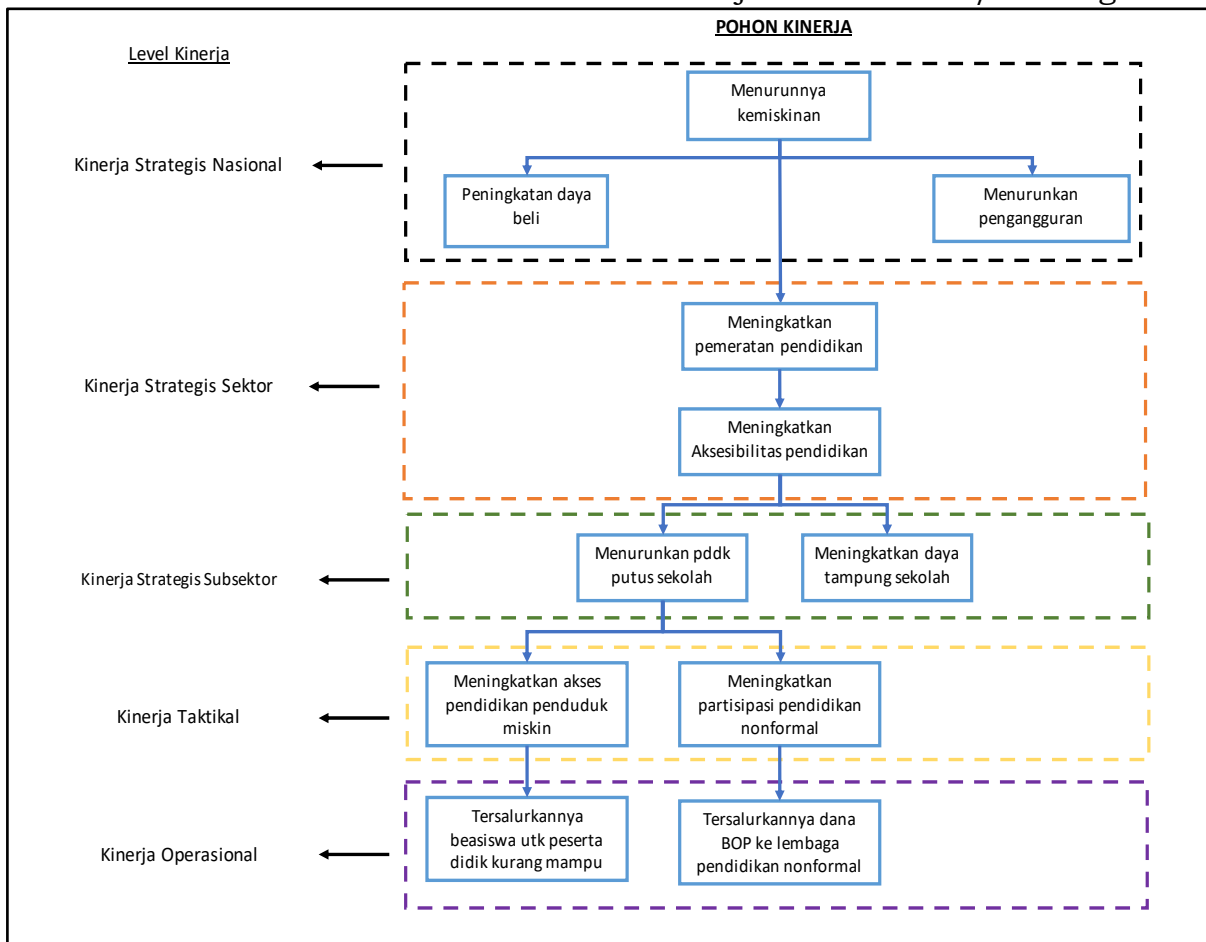 POHON KINERJA
Level Kinerja
Menurunnya
kemiskinan
Kinerja Strategis Nasional
Peningkatan daya
beli
Menurunkan
pengangguran
Meningkatkan
pemeratan pendidikan
Kinerja Strategis Sektor
Meningkatkan
Aksesibilitas pendidikan
Kinerja Strategis Subsektor
Menurunkan pddk
putus sekolah
Meningkatkan daya
tampung sekolah
Kinerja Taktikal
Meningkatkan akses
pendidikan penduduk
miskin
Meningkatkan
partisipasi pendidikan
nonformal
Kinerja Operasional
Tersalurkannya
beasiswa utk peserta
didik kurang mampu
Tersalurkannya dana
BOP ke lembaga
pendidikan nonformal